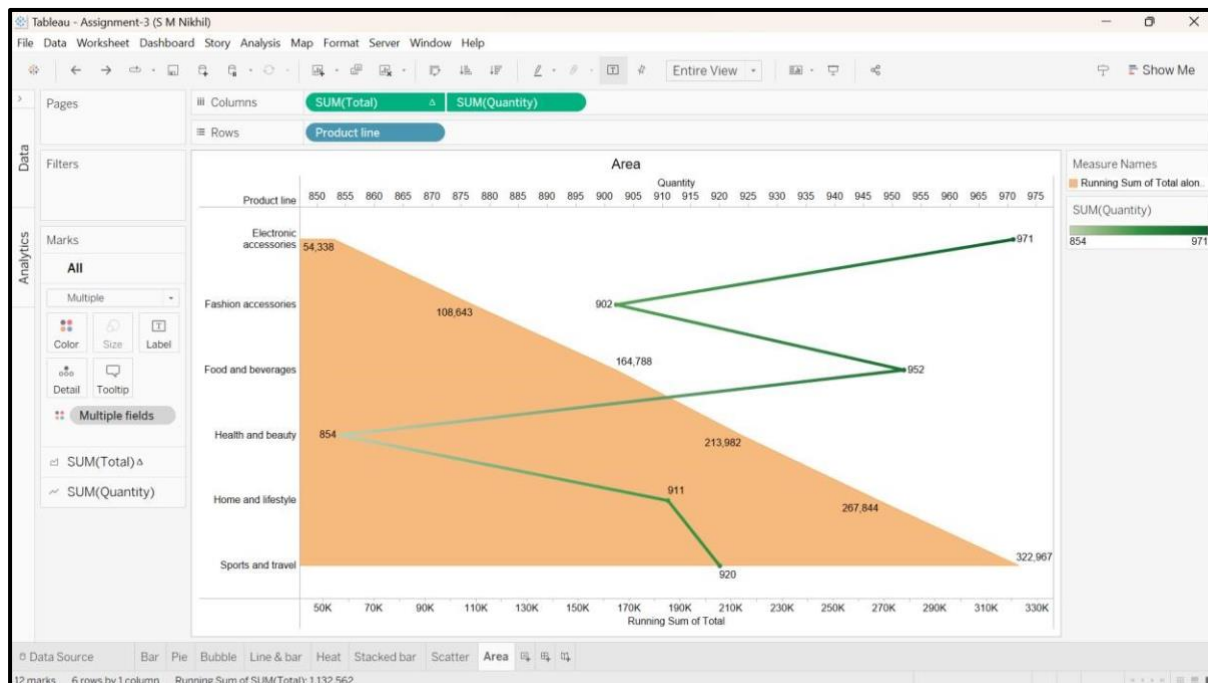 Tableau - Assignment-3 (S M Nikhil)
File Data Worksheet Dashboard Story Analysis Map Format Server Window Help
Entire View
Show Me
Pages
Columns SUM(Total) SUM(Quantity)
Rows Product line
Data
Analytics
Filters
Marks
All
Multiple
Color Size Label
Detail Tooltip
Multiple fields
SUM(Total)
SUM(Quantity)
Area
Quantity
Product line 850 855 860 865 870 875 880 885 890 895 900 905 910 915 920 925 930 935 940 945 950 955 960 965 970 975
Electronic
accessories 54,338 971
Fashion accessories 108,643 902
Food and beverages 164,788 952
Health and beauty 854 213,982
Home and lifestyle 911 267,844
Sports and travel 920 322,967
50K 70K 90K 110K 130K 150K 170K 190K 210K 230K 250K 270K 290K 310K 330K
Running Sum of Total
Measure Names
Running Sum of Total alon..
SUM(Quantity)
854 971
Data Source Bar Pie Bubble Line & bar Heat Stacked bar Scatter Area
12 marks 6 rows by 1 column Running Sum of SUM(Total): 1,132,562